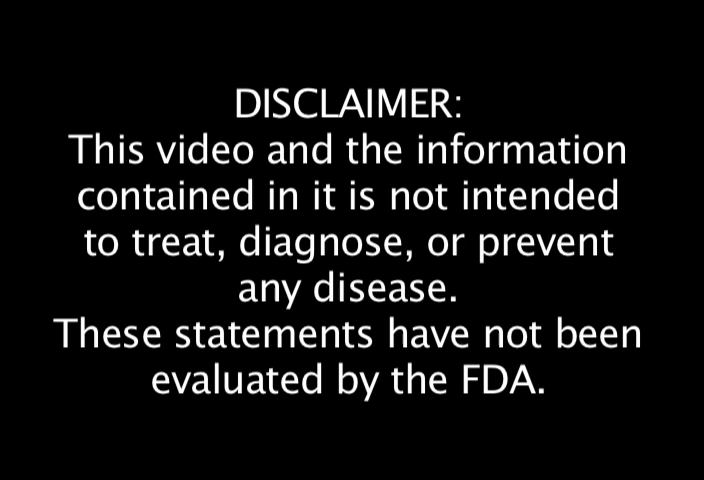 DISCLAIMER:
This video and the information
contained in it is not intended
to treat, diagnose, or prevent
any disease.
These statements have not been
evaluated by the FDA.